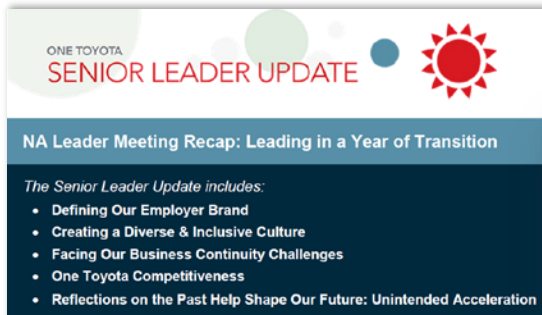 ONE TOYOTA
SENIOR LEADER UPDATE
NA Leader Meeting Recap: Leading in a Year of Transition
The Senior Leader Update includes:
• Defining Our Employer Brand
• Creating a Diverse & Inclusive Culture
• Facing Our Business Continuity Challenges
• One Toyota Competitiveness
• Reflections on the Past Help Shape Our Future: Unintended Acceleration